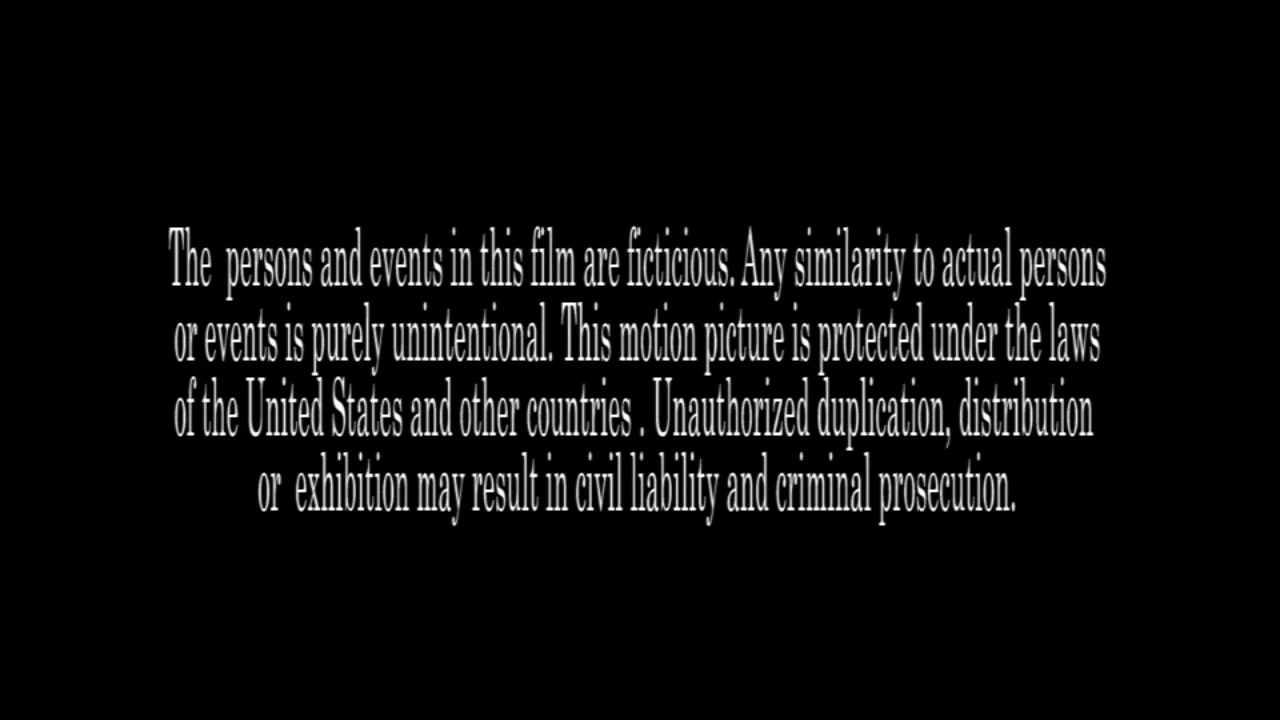 The persons and events in this film are ficticious. Any similarity to actual persons
or events is purely unintentional. This motion picture is protected under the laws
of the United States and other countries . Unauthorized duplication, distribution
or exhibition may result in civil liability and criminal prosecution.